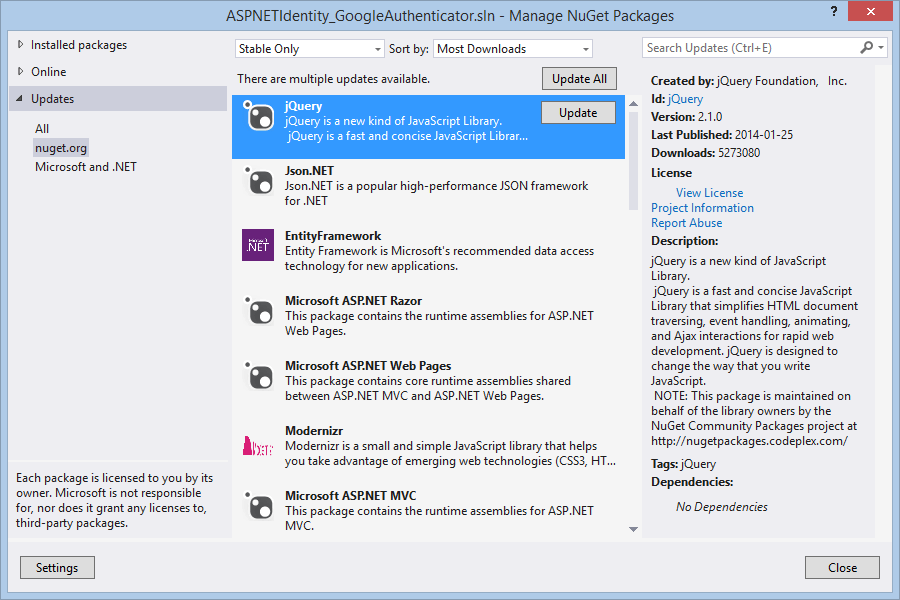 ASPNETIdentity_GoogleAuthenticator.sln - Manage NuGet Packages
?
Installed packages
Online
Updates
All
nuget.org
Microsoft and .NET
Each package is licensed to you by its
owner. Microsoft is not responsible
for, nor does it grant any licenses to,
third-party packages.
Stable Only
Sort by:
Most Downloads
There are multiple updates available.
Update All
jQuery
Update
jQuery is a new kind of JavaScript Library.
jQuery is a fast and concise JavaScript Librar...
Json.NET
Json.NET is a popular high-performance JSON framework
for .NET
.NET
EntityFramework
Entity Framework is Microsoft's recommended data access
technology for new applications.
Microsoft ASP.NET Razor
This package contains the runtime assemblies for ASP.NET
Web Pages.
Microsoft ASP.NET Web Pages
This package contains core runtime assemblies shared
between ASP.NET MVC and ASP.NET Web Pages.
Modernizr
Modernizr is a small and simple JavaScript library that helps
you take advantage of emerging web technologies (CSS3, HT...
Microsoft ASP.NET MVC
This package contains the runtime assemblies for ASP.NET
MVC.
Search Updates (Ctrl+E)
Created by: jQuery Foundation, Inc.
Id: jQuery
Version: 2.1.0
Last Published: 2014-01-25
Downloads: 5273080
License
View License
Project Information
Report Abuse
Description:
jQuery is a new kind of JavaScript
Library.
jQuery is a fast and concise JavaScript
Library that simplifies HTML document
traversing, event handling, animating,
and Ajax interactions for rapid web
development. jQuery is designed to
change the way that you write
JavaScript.
NOTE: This package is maintained on
behalf of the library owners by the
NuGet Community Packages project at
http://nugetpackages.codeplex.com/
Tags: jQuery
Dependencies:
No Dependencies
Settings
Close